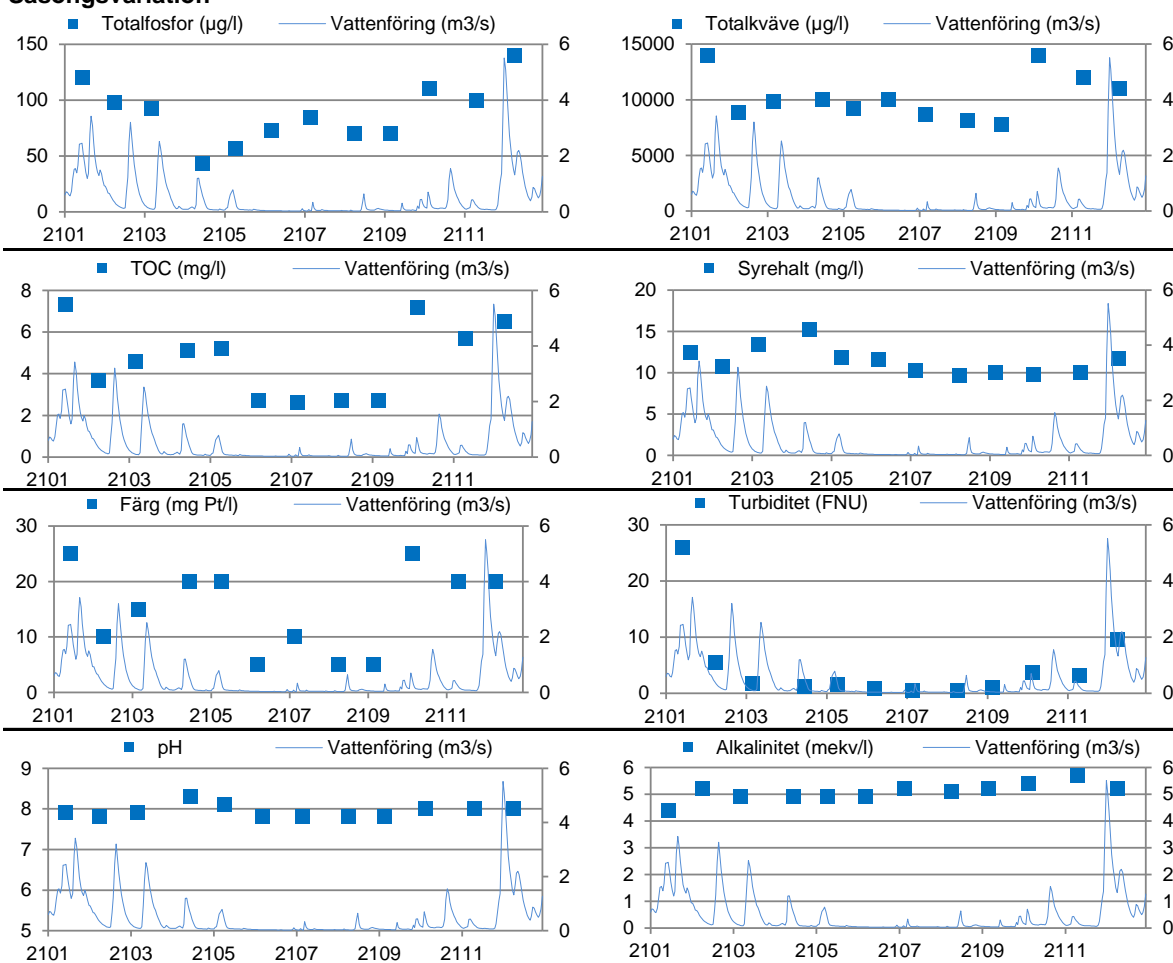 Säsongsvariation
Totalfosfor (µg/l) Vattenföring (m3/s)
150 6
100 4
50 2
0 0
2101 2103 2105 2107 2109 2111
Totalkväve (µg/l) Vattenföring (m3/s)
15000 6
10000 4
5000 2
0 0
2101 2103 2105 2107 2109 2111
TOC (mg/l) Vattenföring (m3/s)
8 6
6
4 4
2 2
0 0
2101 2103 2105 2107 2109 2111
Syrehalt (mg/l) Vattenföring (m3/s)
20 6
15 4
10
5 2
0 0
2101 2103 2105 2107 2109 2111
Färg (mg Pt/l) Vattenföring (m3/s)
30 6
20 4
10 2
0 0
2101 2103 2105 2107 2109 2111
Turbiditet (FNU) Vattenföring (m3/s)
30 6
20 4
10 2
0 0
2101 2103 2105 2107 2109 2111
pH Vattenföring (m3/s)
9 6
8 4
7
6 2
5 0
2101 2103 2105 2107 2109 2111
Alkalinitet (mekv/l) Vattenföring (m3/s)
6 6
5
4 4
3
2 2
1
0 0
2101 2103 2105 2107 2109 2111